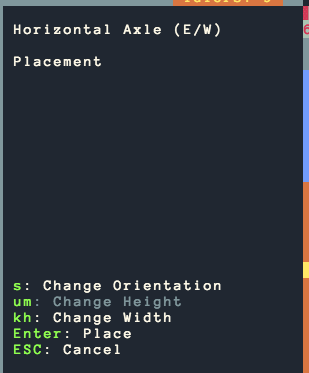 Horizontal Axle (E/W)
Placement
s: Change Orientation
um: Change Height
kh: Change Width
Enter: Place
ESC: Cancel